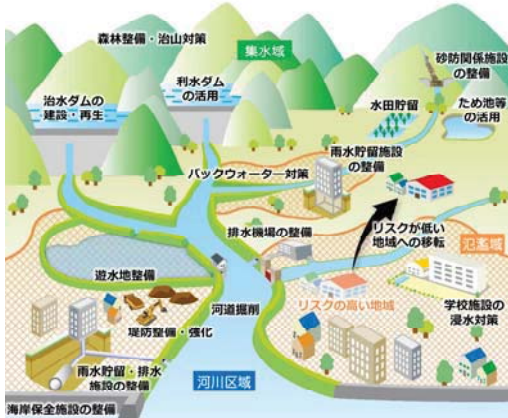 森林整備・治山対策
集水域
砂防関係施設
の整備
利水ダム
の活用
治水ダムの
建設・再生
水田貯留
ため池等
の活用
雨水貯留施設
の整備
バックウォーター対策
リスクが低い
地域への移転
排水機場の整備
氾濫域
遊水地整備
リスクの高い地域
学校施設の
浸水対策
河道掘削
堤防整備・強化
雨水貯留・排水
施設の整備
河川区域
海岸保全施設の整備